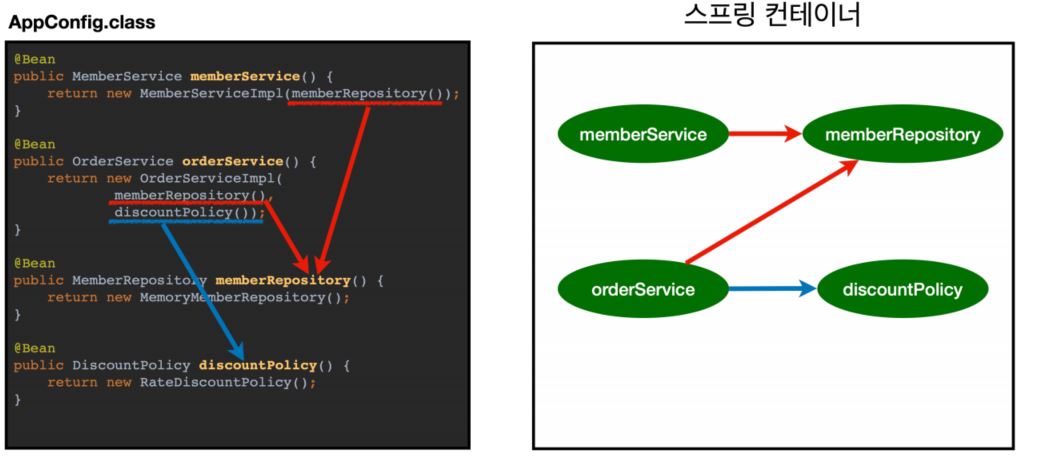 AppConfig.class
@Bean
public MemberService memberService() {
return new MemberServiceImpl(memberRepository());
}
@Bean
public OrderService orderService() {
return new OrderServiceImpl(
memberRepository(),
discountPolicy());
}
@Bean
public MemberRepository memberRepository() {
return new MemoryMemberRepository();
}
@Bean
public DiscountPolicy discountPolicy() {
return new RateDiscountPolicy();
}
스프링 컨테이너
memberService
memberRepository
orderService
discountPolicy